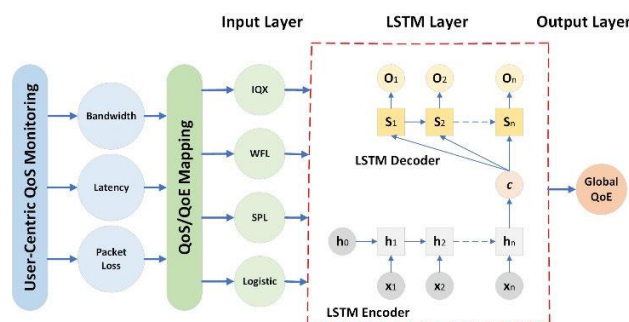 Input Layer
LSTM Layer
Output Layer
User-Centric QoS Monitoring
Bandwidth
Latency
Packet
Loss
QoS/QoE Mapping
IQX
WFL
SPL
Logistic
O1
O2
On
S1
S2
Sn
LSTM Decoder
c
h0
h1
h2
hn
x1
x2
xn
LSTM Encoder
Global
QoE